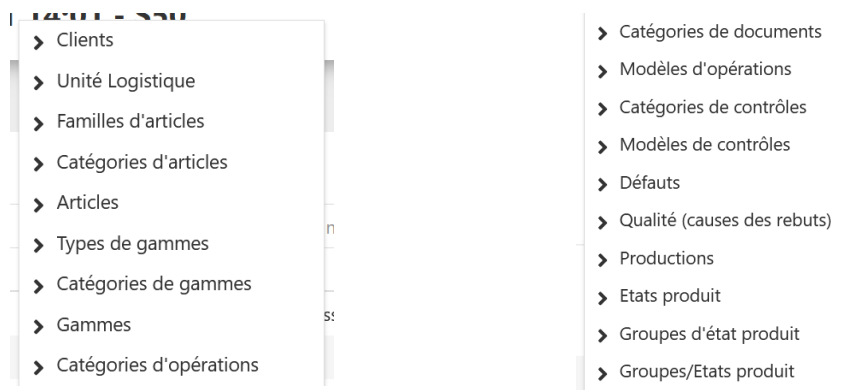 Clients
Unité Logistique
Familles d'articles
Catégories d'articles
Articles
Types de gammes
Catégories de gammes
Gammes
Catégories d'opérations
Catégories de documents
Modèles d'opérations
Catégories de contrôles
Modèles de contrôles
Défauts
Qualité (causes des rebuts)
Productions
Etats produit
Groupes d'état produit
Groupes/Etats produit